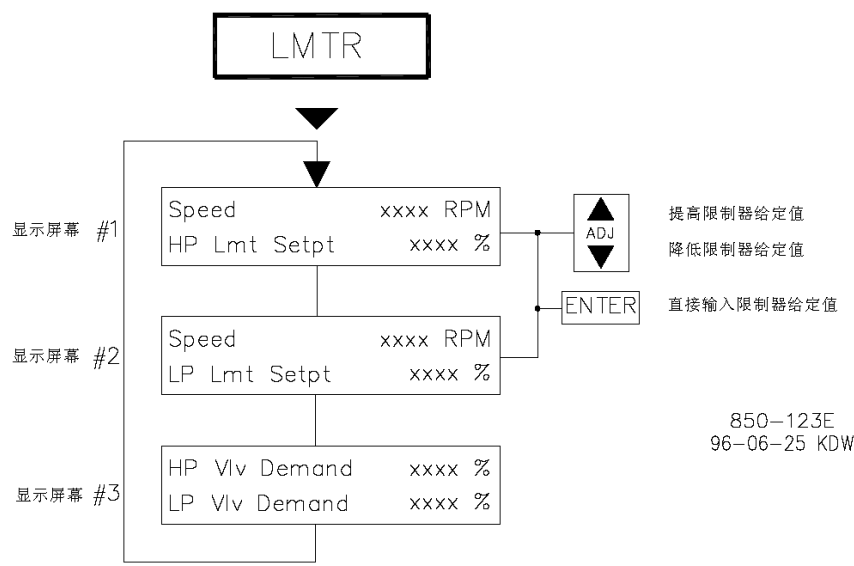 LMTR
显示屏幕 #1
Speed xxxx RPM
HP Lmt Setpt xxxx %
ADJ
提高限制器给定值
降低限制器给定值
ENTER
直接输入限制器给定值
显示屏幕 #2
Speed xxxx RPM
LP Lmt Setpt xxxx %
850-123E
96-06-25 KDW
显示屏幕 #3
HP Vlv Demand xxxx %
LP Vlv Demand xxxx %